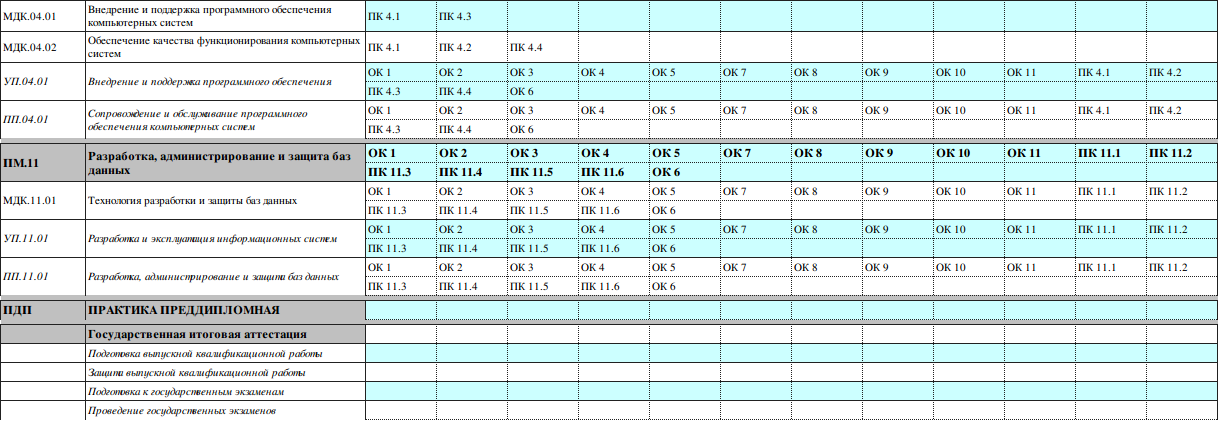 МДК.04.01 Внедрение и поддержка программного обеспечения компьютерных систем ПК 4.1 ПК 4.3
МДК.04.02 Обеспечение качества функционирования компьютерных систем ПК 4.1 ПК 4.2 ПК 4.4
УП.04.01 Внедрение и поддержка программного обеспечения ОК 1 ОК 2 ОК 3 ОК 4 ОК 5 ОК 7 ОК 8 ОК 9 ОК 10 ОК 11 ПК 4.1 ПК 4.2
ПК 4.3 ПК 4.4 ОК 6
ПП.04.01 Сопровождение и обслуживание программного обеспечения компьютерных систем ОК 1 ОК 2 ОК 3 ОК 4 ОК 5 ОК 7 ОК 8 ОК 9 ОК 10 ОК 11 ПК 4.1 ПК 4.2
ПК 4.3 ПК 4.4 ОК 6
ПМ.11 Разработка, администрирование и защита баз данных ОК 1 ОК 2 ОК 3 ОК 4 ОК 5 ОК 7 ОК 8 ОК 9 ОК 10 ОК 11 ПК 11.1 ПК 11.2
ПК 11.3 ПК 11.4 ПК 11.5 ПК 11.6 ОК 6
МДК.11.01 Технология разработки и защиты баз данных ОК 1 ОК 2 ОК 3 ОК 4 ОК 5 ОК 7 ОК 8 ОК 9 ОК 10 ОК 11 ПК 11.1 ПК 11.2
ПК 11.3 ПК 11.4 ПК 11.5 ПК 11.6 ОК 6
УП.11.01 Разработка и эксплуатация информационных систем ОК 1 ОК 2 ОК 3 ОК 4 ОК 5 ОК 7 ОК 8 ОК 9 ОК 10 ОК 11 ПК 11.1 ПК 11.2
ПК 11.3 ПК 11.4 ПК 11.5 ПК 11.6 ОК 6
ПП.11.01 Разработка, администрирование и защита баз данных ОК 1 ОК 2 ОК 3 ОК 4 ОК 5 ОК 7 ОК 8 ОК 9 ОК 10 ОК 11 ПК 11.1 ПК 11.2
ПК 11.3 ПК 11.4 ПК 11.5 ПК 11.6 ОК 6
ПДП ПРАКТИКА ПРЕДДИПЛОМНАЯ
Государственная итоговая аттестация
Подготовка выпускной квалификационной работы
Защита выпускной квалификационной работы
Подготовка к государственным экзаменам
Проведение государственных экзаменов